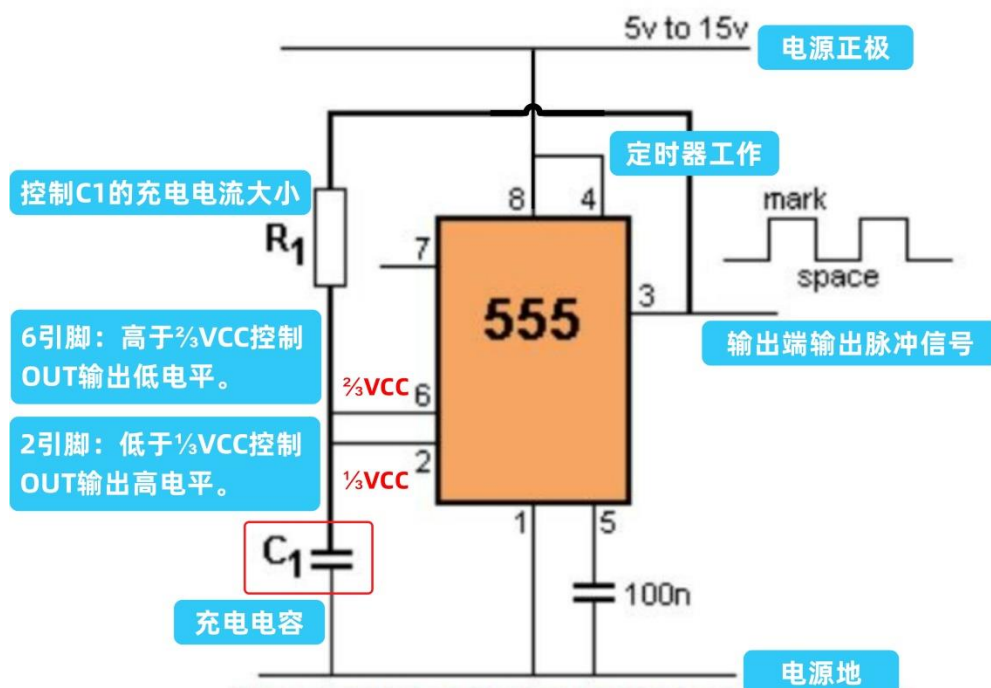 5v to 15v
电源正极
定时器工作
控制C1的充电电流大小
8
4
mark
R1
7
space
3
555
输出端输出脉冲信号
6引脚：高于⅔VCC控制
OUT输出低电平。
⅔VCC
6
2引脚：低于⅓VCC控制
OUT输出高电平。
2
⅓VCC
1
5
C1
100n
充电电容
电源地